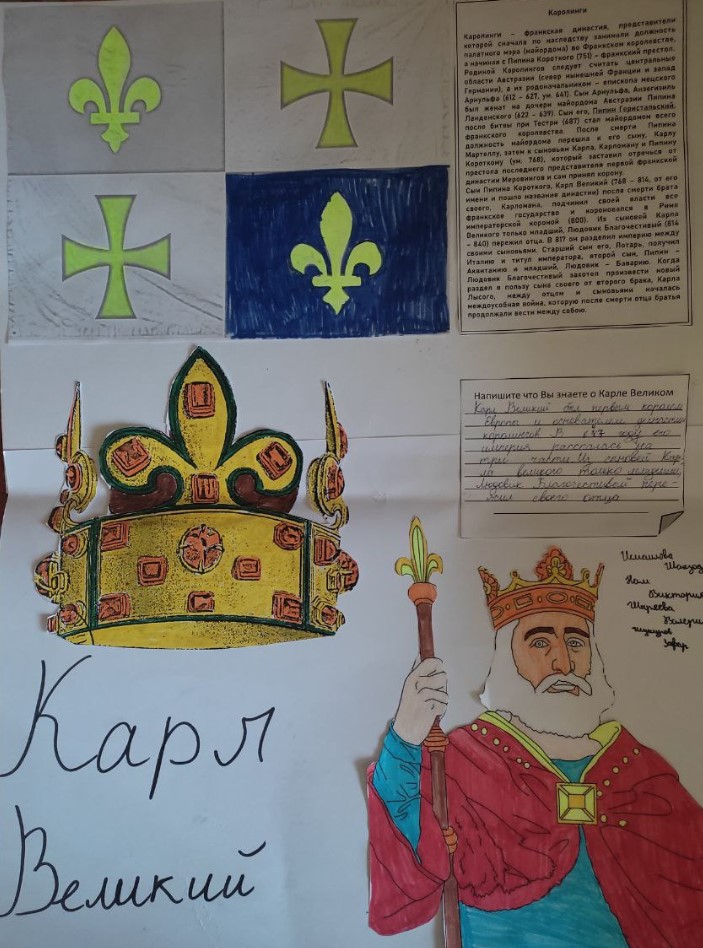 Каролинги
Каролинги – франкская династия, представители
которой сначала по наследству занимали должность
палатного мэра (майордома) во Франкском королевстве,
а начиная с Пипина Короткого (751) – франкский престол.
Родиной Каролингов следует считать центральные
области Австразии (север нынешней Франции и запад
Германии), а их родоначальником – епископа мецского
Арнульфа (612 – 627, ум. 641). Сын Арнульфа, Анзегизило
был женат на дочери майордома Австразии Пипина
Ланденского (622 – 639). Сын его, Пипин Геристальский,
после битвы при Тестри (687) стал майордомом всего
франкского королевства. После смерти Пипина
должность майордома перешла к его сыну, Карлу
Мартеллу, затем к сыновьям Карла, Карломану и Пипину
Короткому (ум. 768), который заставил отречься от
престола последнего представителя первой франкской
династии Меровингов и сам принял корону.
Сын Пипина Короткого, Карл Великий (768 – 814, от его
имени и пошло название династии) после смерти брата
своего, Карломана, подчинил своей власти все
франкское государство и короновался в Риме
императорской короной (800). Из сыновей Карла
Великого только младший, Людовик Благочестивый (814
– 840) пережил отца. В 817 он разделил империю между
своими сыновьями. Старший сын его, Лотарь, получил
Италию и титул императора, второй сын, Пипин –
Аквитанию и младший, Людовик – Баварию. Когда
Людовик Благочестивый захотел произвести новый
раздел в пользу сына своего от второго брака, Карла
Лысого, между отцом и сыновьями началась
междоусобная война, которую после смерти отца братья
продолжали вести между собою.
Напишите что Вы знаете о Карле Великом
Карл Великий был первым королем
Европы и основателем династии
каролингов В 843 году его
империя распалась на
три части. Из сыновей Кар-
ла великого только младший
Людовик Благочестивый пере-
жил своего отца
Исмаилова
Шахзод
Ким
Виктория
Ширяева
Валери
Зафар
Карл
Великий